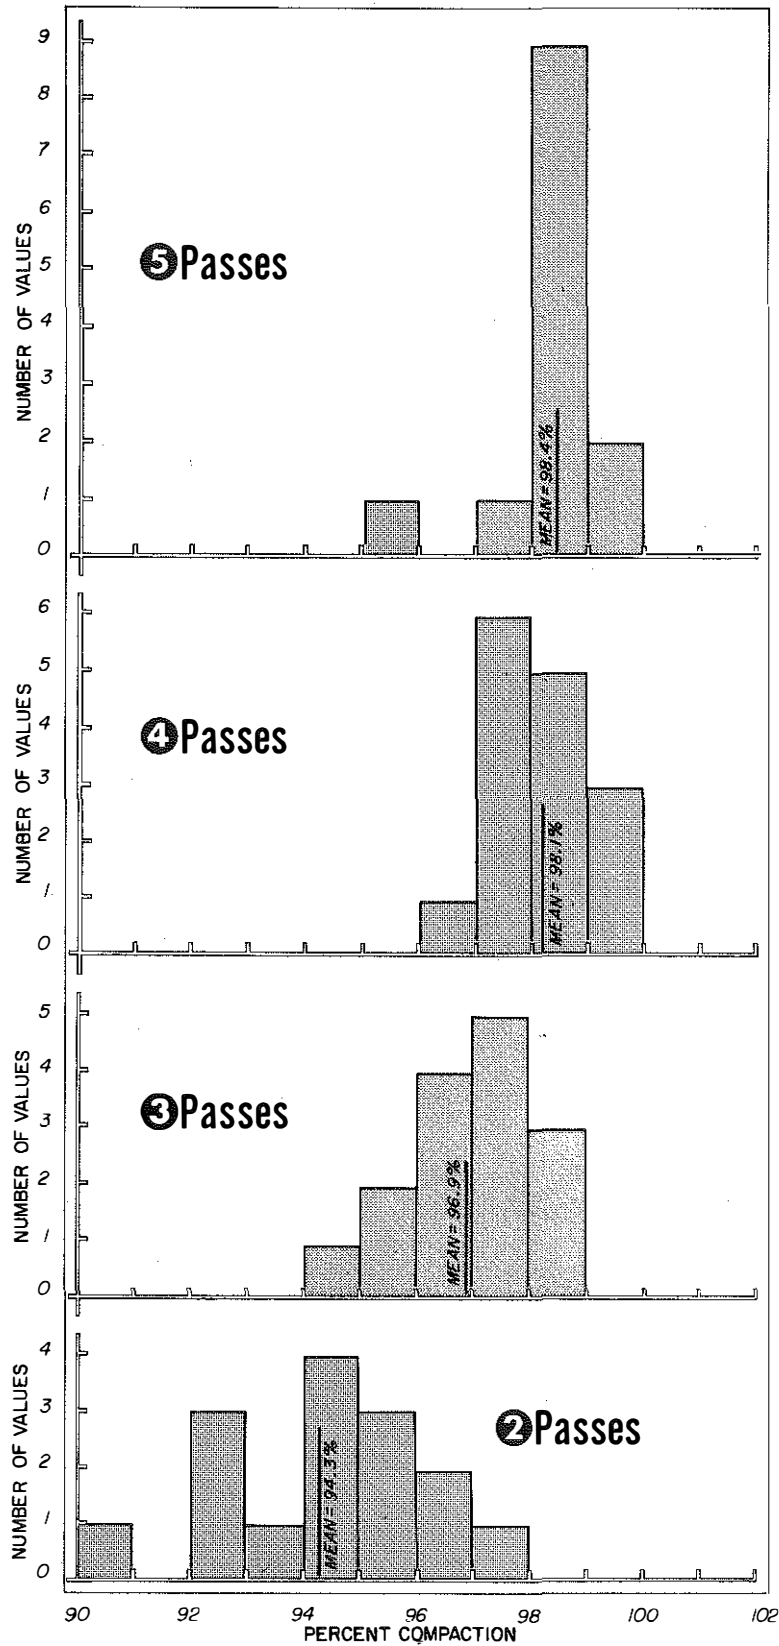 9
8
7
6
5
4
3
2
1
0
NUMBER OF VALUES
5 Passes
MEAN = 98.4%
6
5
4
3
2
1
0
NUMBER OF VALUES
4 Passes
MEAN = 98.1%
5
4
3
2
1
0
NUMBER OF VALUES
3 Passes
MEAN = 96.9%
4
3
2
1
0
NUMBER OF VALUES
2 Passes
MEAN = 94.3%
90 92 94 96 98 100 102
PERCENT COMPACTION